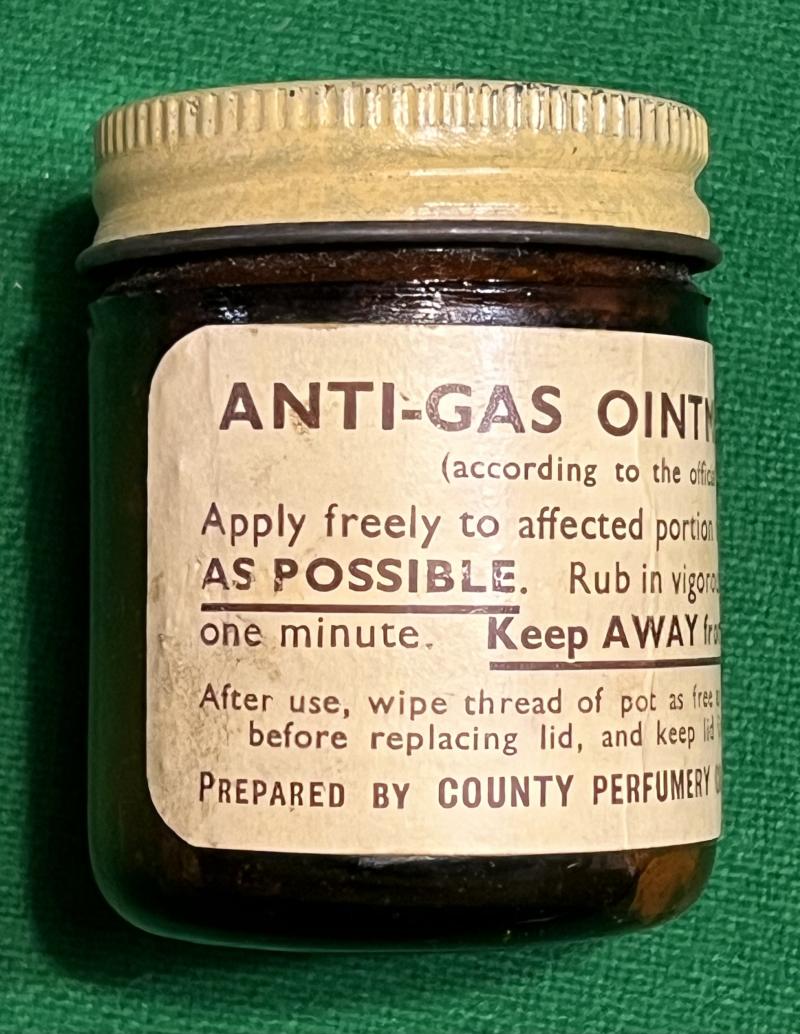 ANTI-GAS
(according to the
Apply freely to affected portion
AS POSSIBLE. Rub in
one minute. Keep AWAY
After use, wipe thread of pot as free
before replacing lid, and keep lid
PREPARED BY COUNTY PERFUMERY